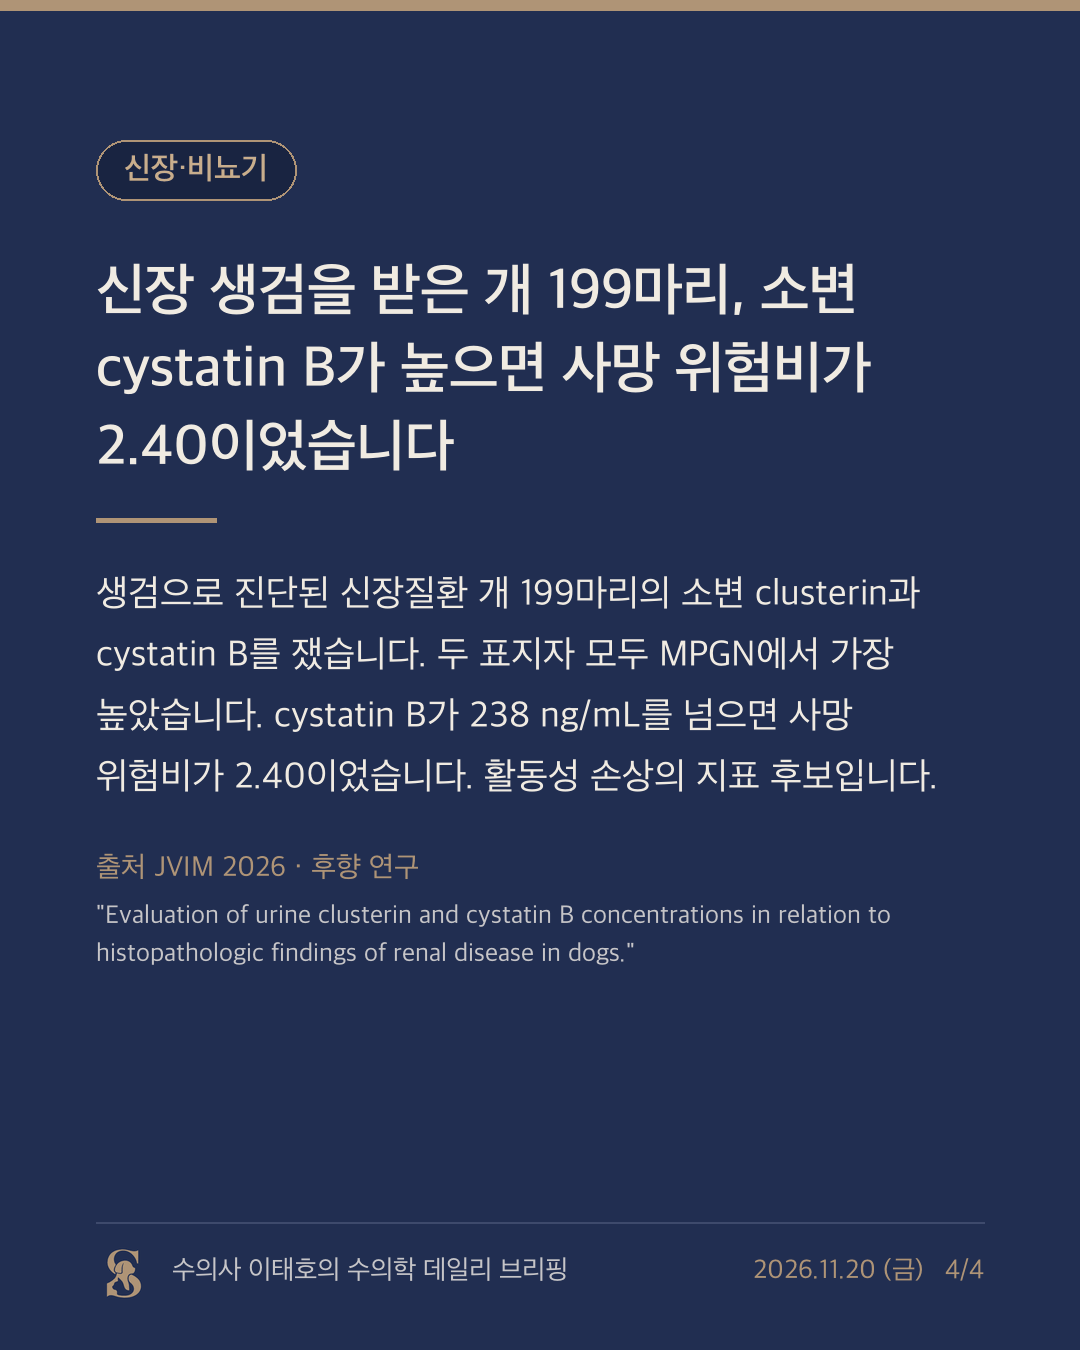 신장·비뇨기
신장 생검을 받은 개 199마리, 소변
cystatin B가 높으면 사망 위험비가
2.40이었습니다
생검으로 진단된 신장질환 개 199마리의 소변 clusterin과
cystatin B를 쟀습니다. 두 표지자 모두 MPGN에서 가장
높았습니다. cystatin B가 238 ng/mL를 넘으면 사망
위험비가 2.40이었습니다. 활동성 손상의 지표 후보입니다.
출처 JVIM 2026 · 후향 연구
"Evaluation of urine clusterin and cystatin B concentrations in relation to
histopathologic findings of renal disease in dogs."
수의사 이태호의 수의학 데일리 브리핑
2026.11.20 (금) 4/4